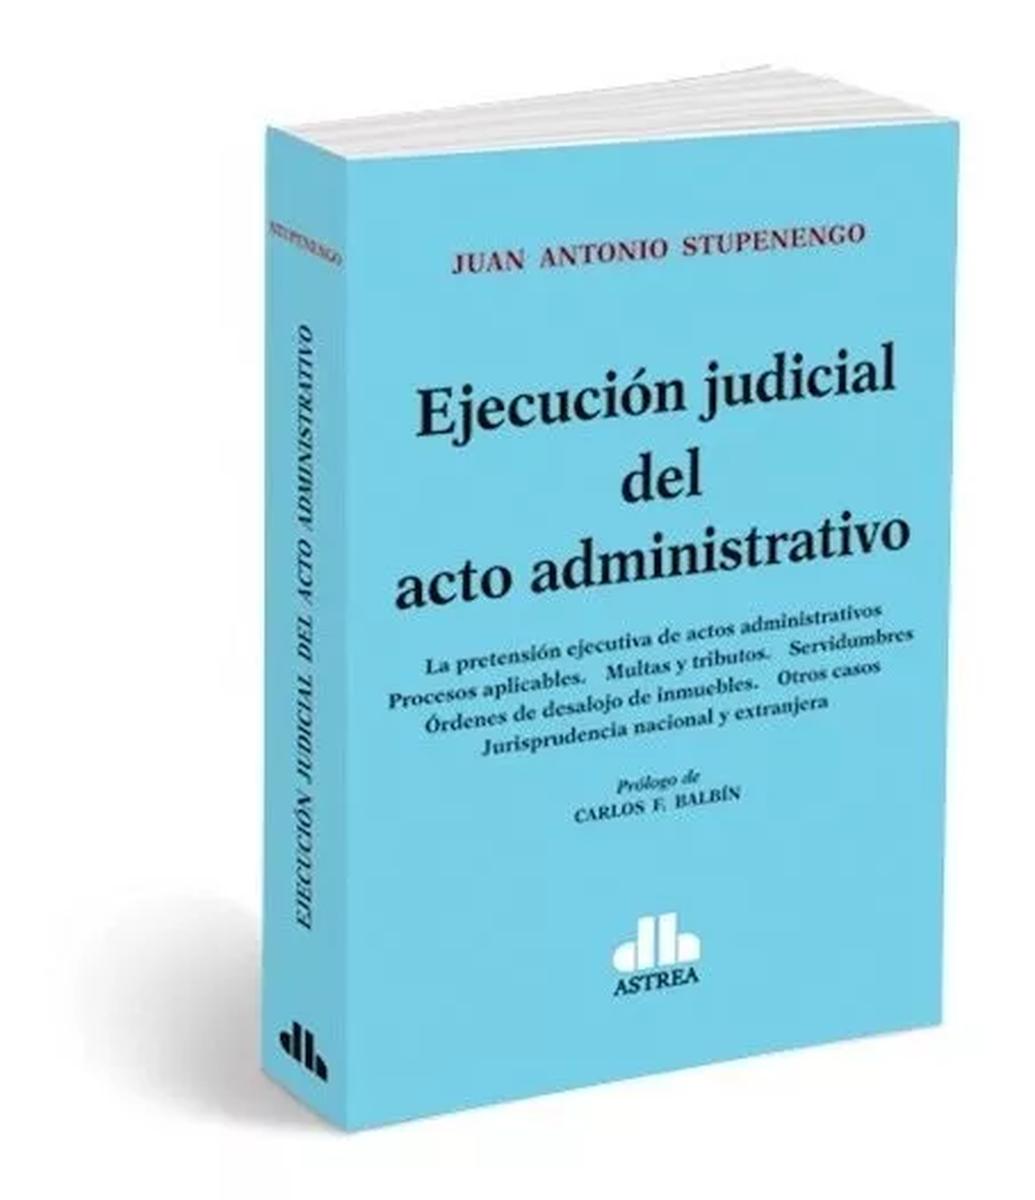 STUPENENGO
EJECUCIÓN JUDICIAL DEL ACTO ADMINISTRATIVO
JUAN ANTONIO STUPENENGO
Ejecución judicial
del
acto administrativo
La pretensión ejecutiva de actos administrativos
Procesos aplicables. Multas y tributos. Servidumbres
Órdenes de desalojo de inmuebles. Otros casos
Jurisprudencia nacional y extranjera
Prólogo de
CARLOS F. BALBÍN
ASTREA